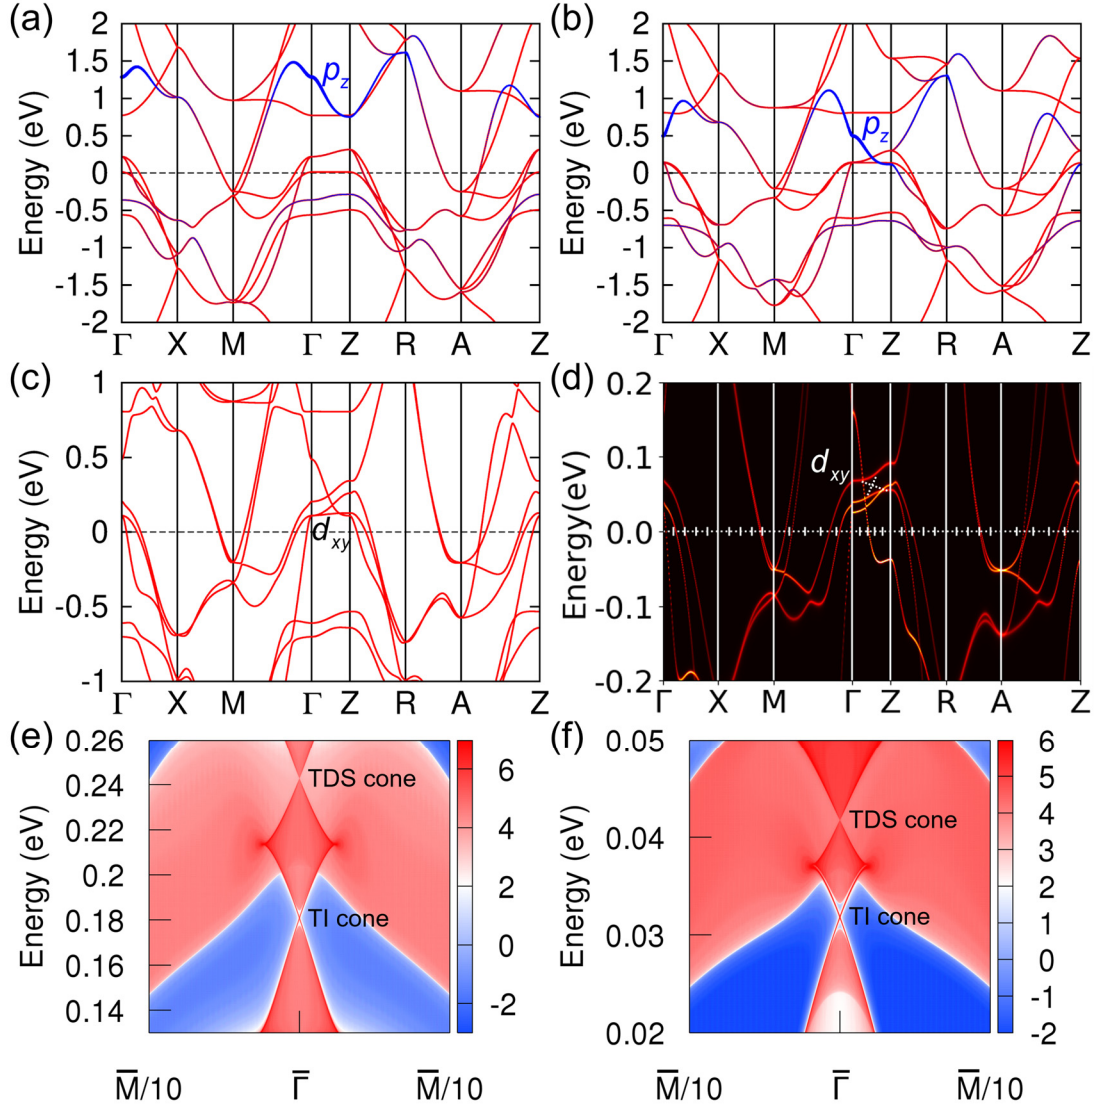 (a)
Energy (eV)
2
1.5
1
0.5
0
-0.5
-1
-1.5
-2
p_z
Γ X M Γ Z R A Z
(b)
Energy (eV)
2
1.5
1
0.5
0
-0.5
-1
-1.5
-2
p_z
Γ X M Γ Z R A Z
(c)
Energy (eV)
1
0.5
0
-0.5
-1
d_xy
Γ X M Γ Z R A Z
(d)
Energy(eV)
0.2
0.1
0.0
-0.1
-0.2
d_xy
Γ X M Γ Z R A Z
(e)
Energy (eV)
0.26
0.24
0.22
0.2
0.18
0.16
0.14
TDS cone
TI cone
6
4
2
0
-2
M̅/10 Γ̅ M̅/10
(f)
Energy (eV)
0.05
0.04
0.03
0.02
TDS cone
TI cone
6
5
4
3
2
1
0
-1
-2
M̅/10 Γ̅ M̅/10